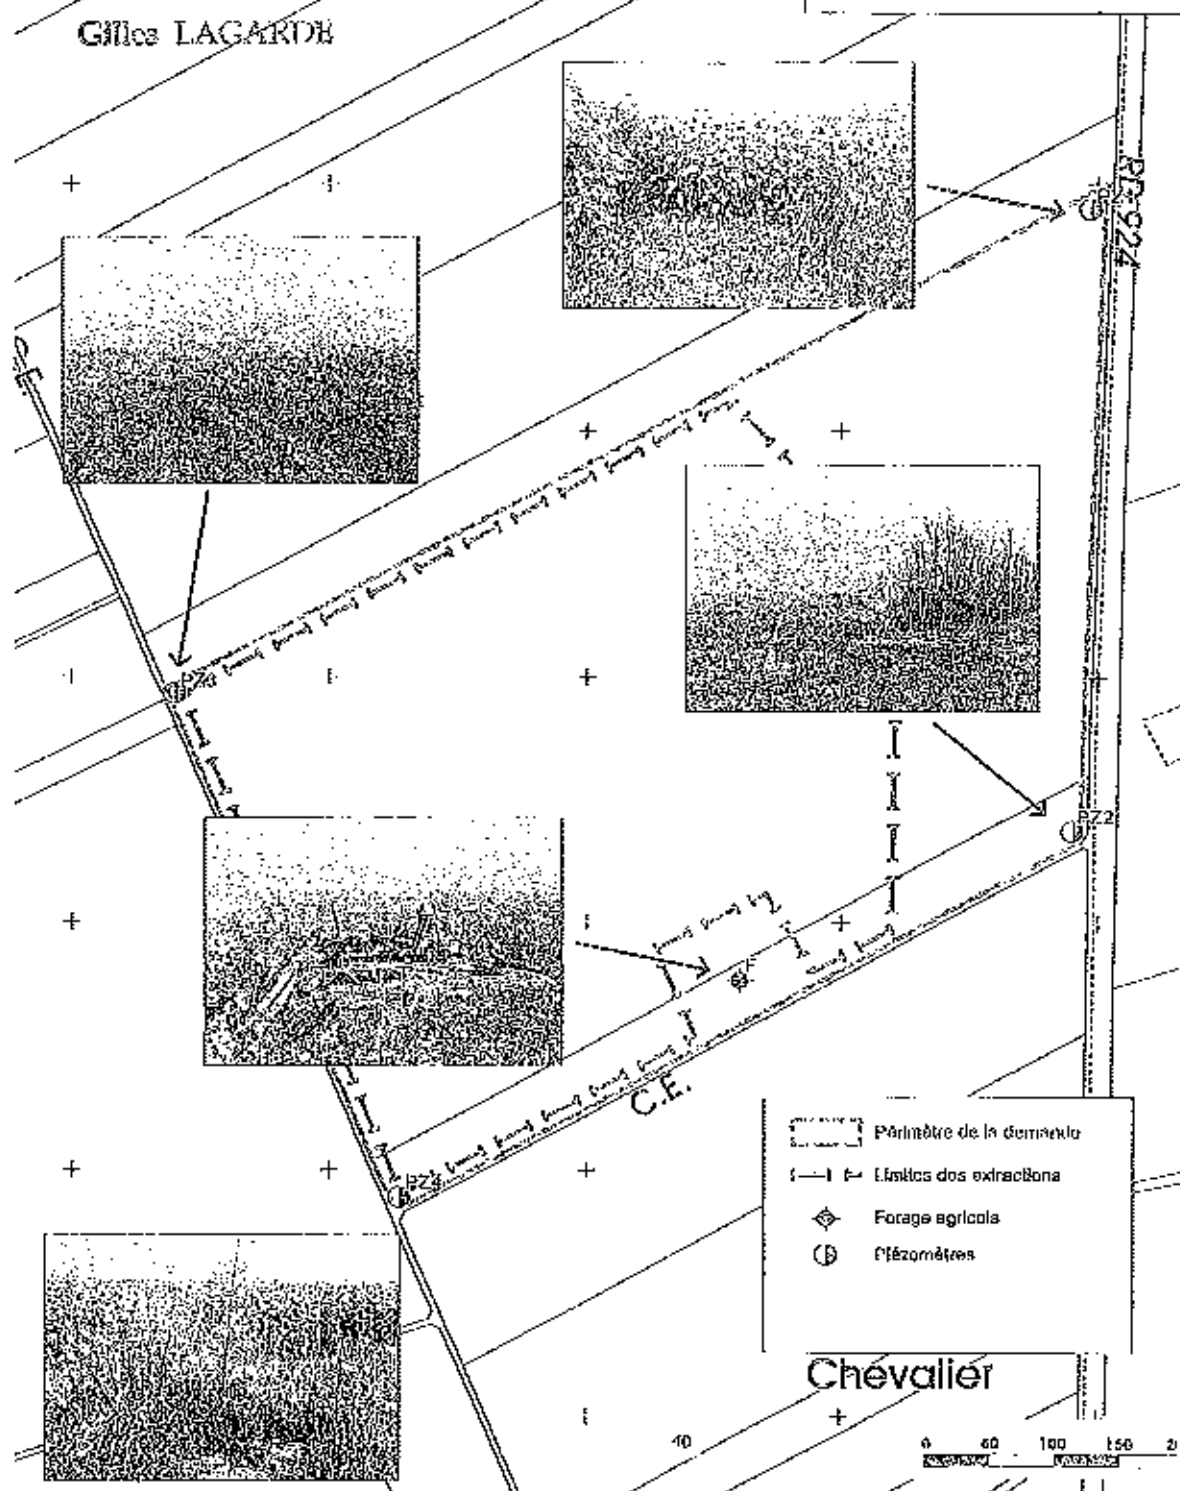 Gilles LAGARDE
RD 924
PZ2
F
C.E.
Périmètre de la demande
Limites des extractions
Forage agricole
Piézomètres
Chevalier
40
0 50 100 150